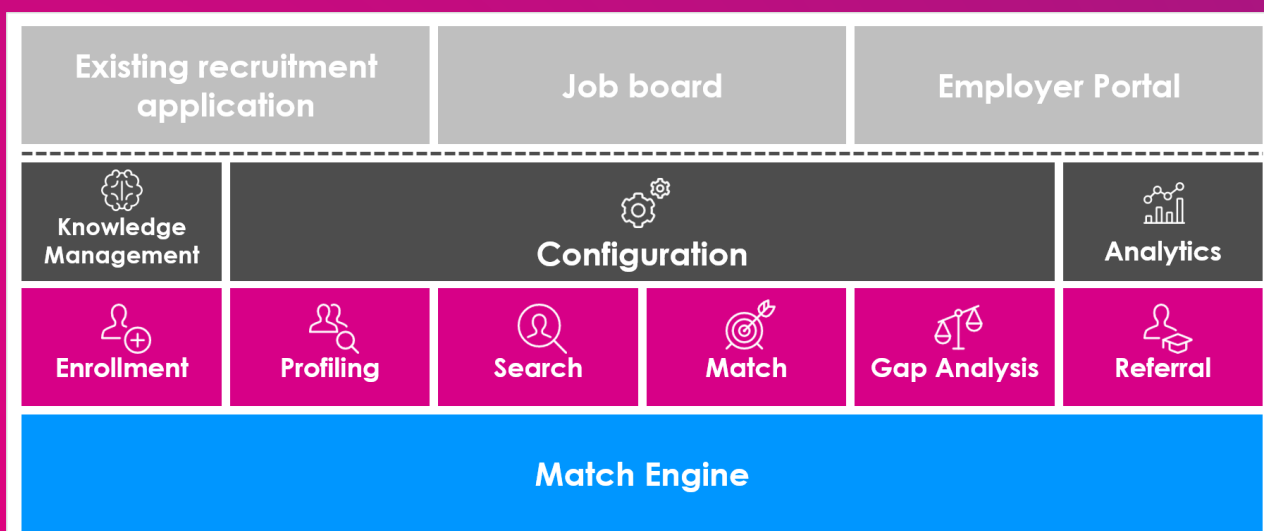 Existing recruitment
application
Job board
Employer Portal
Knowledge
Management
Configuration
Analytics
Enrollment
Profiling
Search
Match
Gap Analysis
Referral
Match Engine